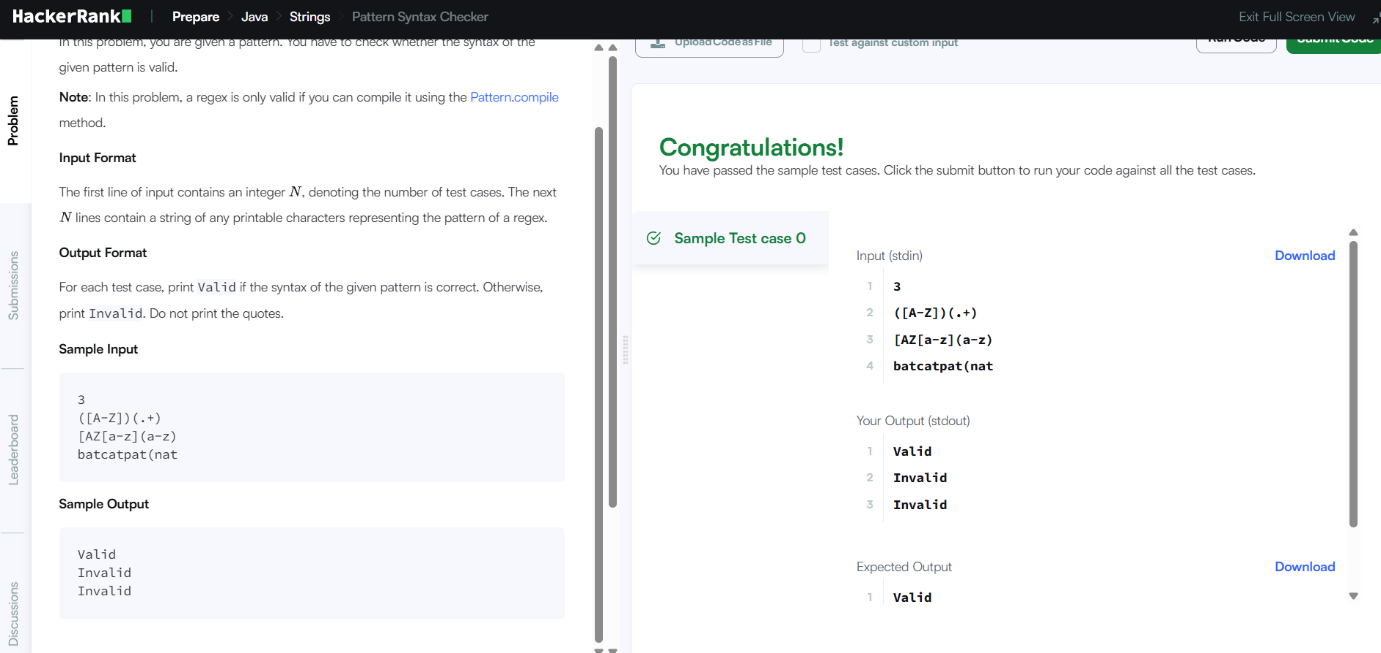 HackerRank | Prepare > Java > Strings > Pattern Syntax Checker
Exit Full Screen View
Problem
Submissions
Leaderboard
Discussions
In this problem, you are given a pattern. You have to check whether the syntax of the
given pattern is valid.
Note: In this problem, a regex is only valid if you can compile it using the Pattern.compile
method.
Input Format
The first line of input contains an integer N, denoting the number of test cases. The next
N lines contain a string of any printable characters representing the pattern of a regex.
Output Format
For each test case, print Valid if the syntax of the given pattern is correct. Otherwise,
print Invalid. Do not print the quotes.
Sample Input
3
([A-Z])(.+)
[AZ[a-z](a-z)
batcatpat(nat
Sample Output
Valid
Invalid
Invalid
Upload Code as File
Test against custom input
Run Code
Submit Code
Congratulations!
You have passed the sample test cases. Click the submit button to run your code against all the test cases.
Sample Test case 0
Input (stdin)
Download
1 3
2 ([A-Z])(.+)
3 [AZ[a-z](a-z)
4 batcatpat(nat
Your Output (stdout)
1 Valid
2 Invalid
3 Invalid
Expected Output
Download
1 Valid